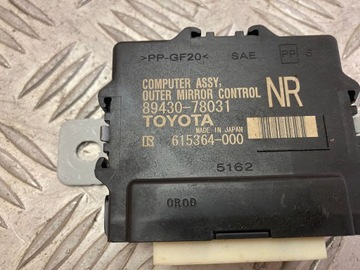 >PP-GF20< SAE PP S
COMPUTER ASSY,
OUTER MIRROR CONTROL
89430-78031 NR
TOYOTA
MADE IN JAPAN
615364-000
5162